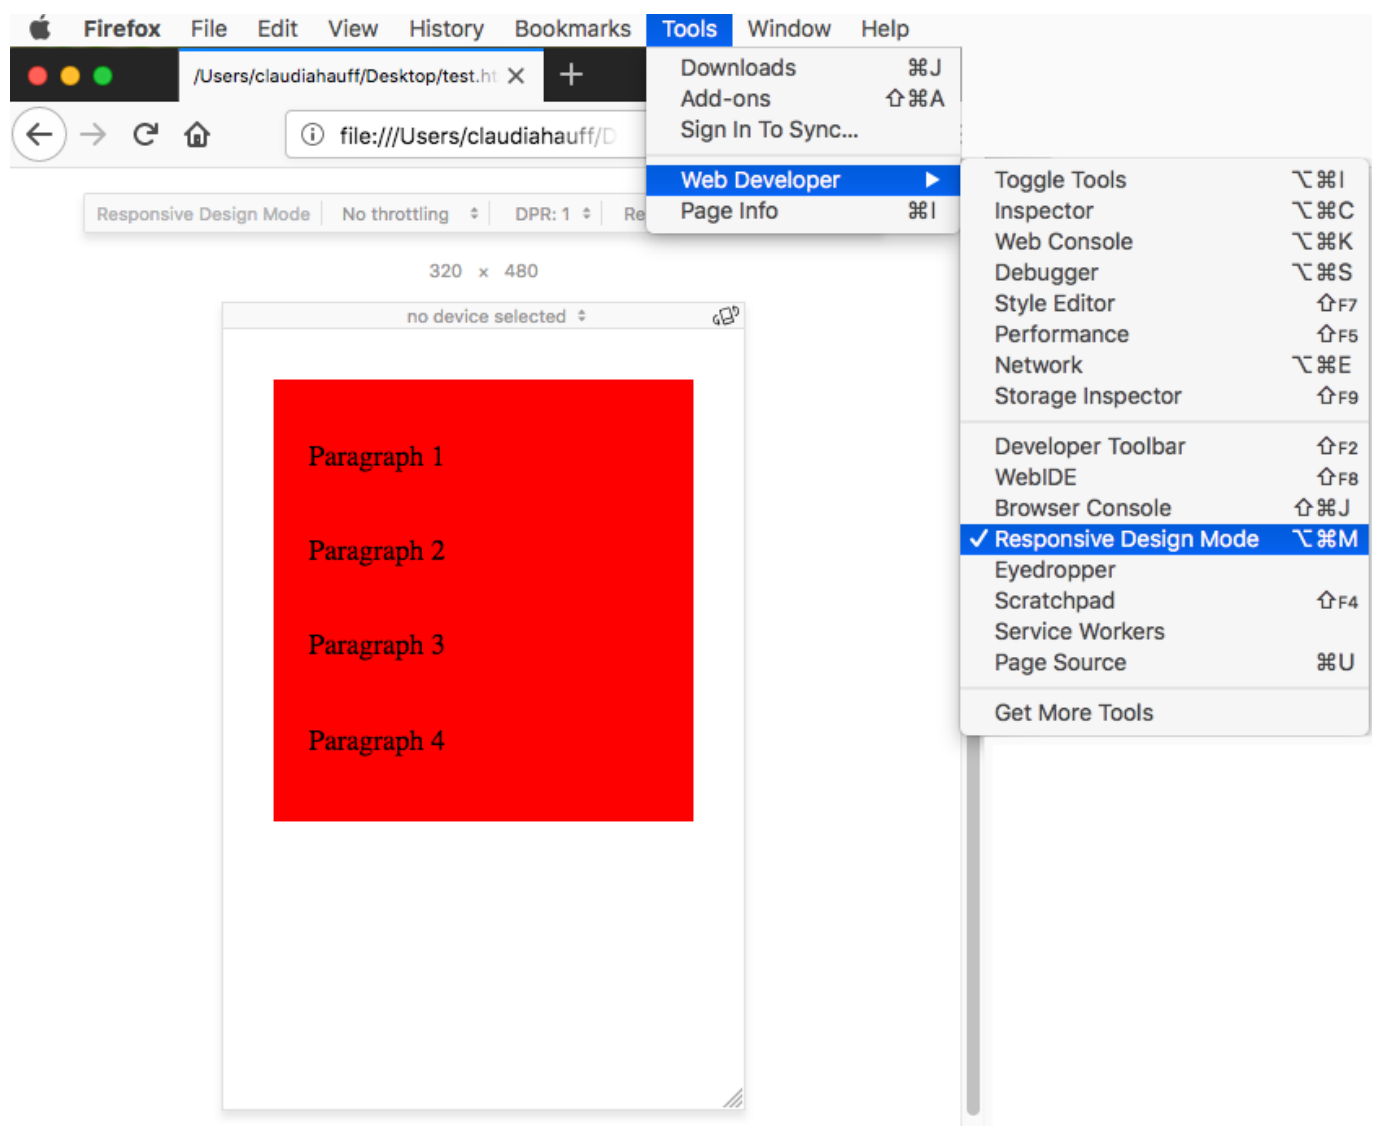 Firefox File Edit View History Bookmarks Tools Window Help
/Users/claudiahauff/Desktop/test.ht
file:///Users/claudiahauff/D
Downloads ⌘J
Add-ons ⇧⌘A
Sign In To Sync...
Web Developer ▶
Page Info ⌘I
Toggle Tools ⌥⌘I
Inspector ⌥⌘C
Web Console ⌥⌘K
Debugger ⌥⌘S
Style Editor ⇧F7
Performance ⇧F5
Network ⌥⌘E
Storage Inspector ⇧F9
Developer Toolbar ⇧F2
WebIDE ⇧F8
Browser Console ⇧⌘J
✓ Responsive Design Mode ⌥⌘M
Eyedropper
Scratchpad ⇧F4
Service Workers
Page Source ⌘U
Get More Tools
Responsive Design Mode No throttling DPR: 1 Re
320 × 480
no device selected
Paragraph 1
Paragraph 2
Paragraph 3
Paragraph 4